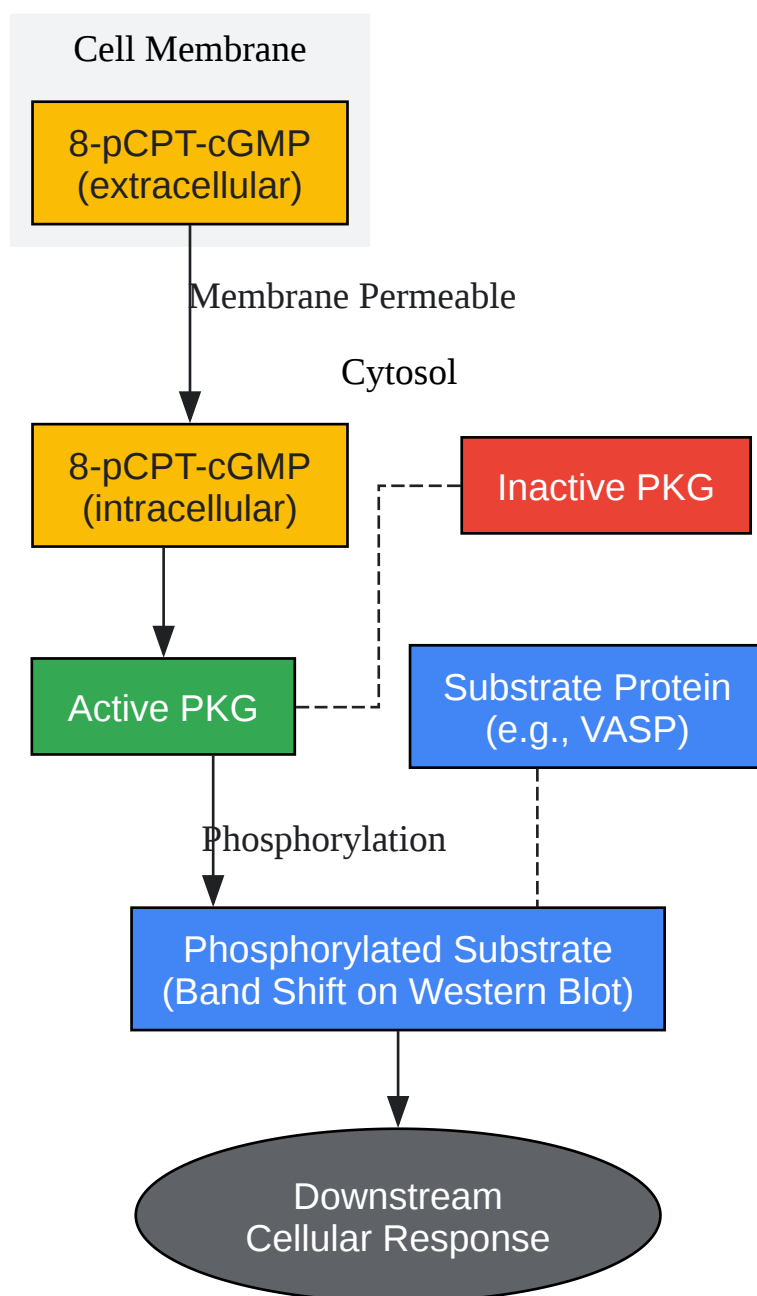 Cell Membrane
8-pCPT-cGMP
(extracellular)
Membrane Permeable
Cytosol
8-pCPT-cGMP
(intracellular)
Inactive PKG
Active PKG
Substrate Protein
(e.g., VASP)
Phosphorylation
Phosphorylated Substrate
(Band Shift on Western Blot)
Downstream
Cellular Response